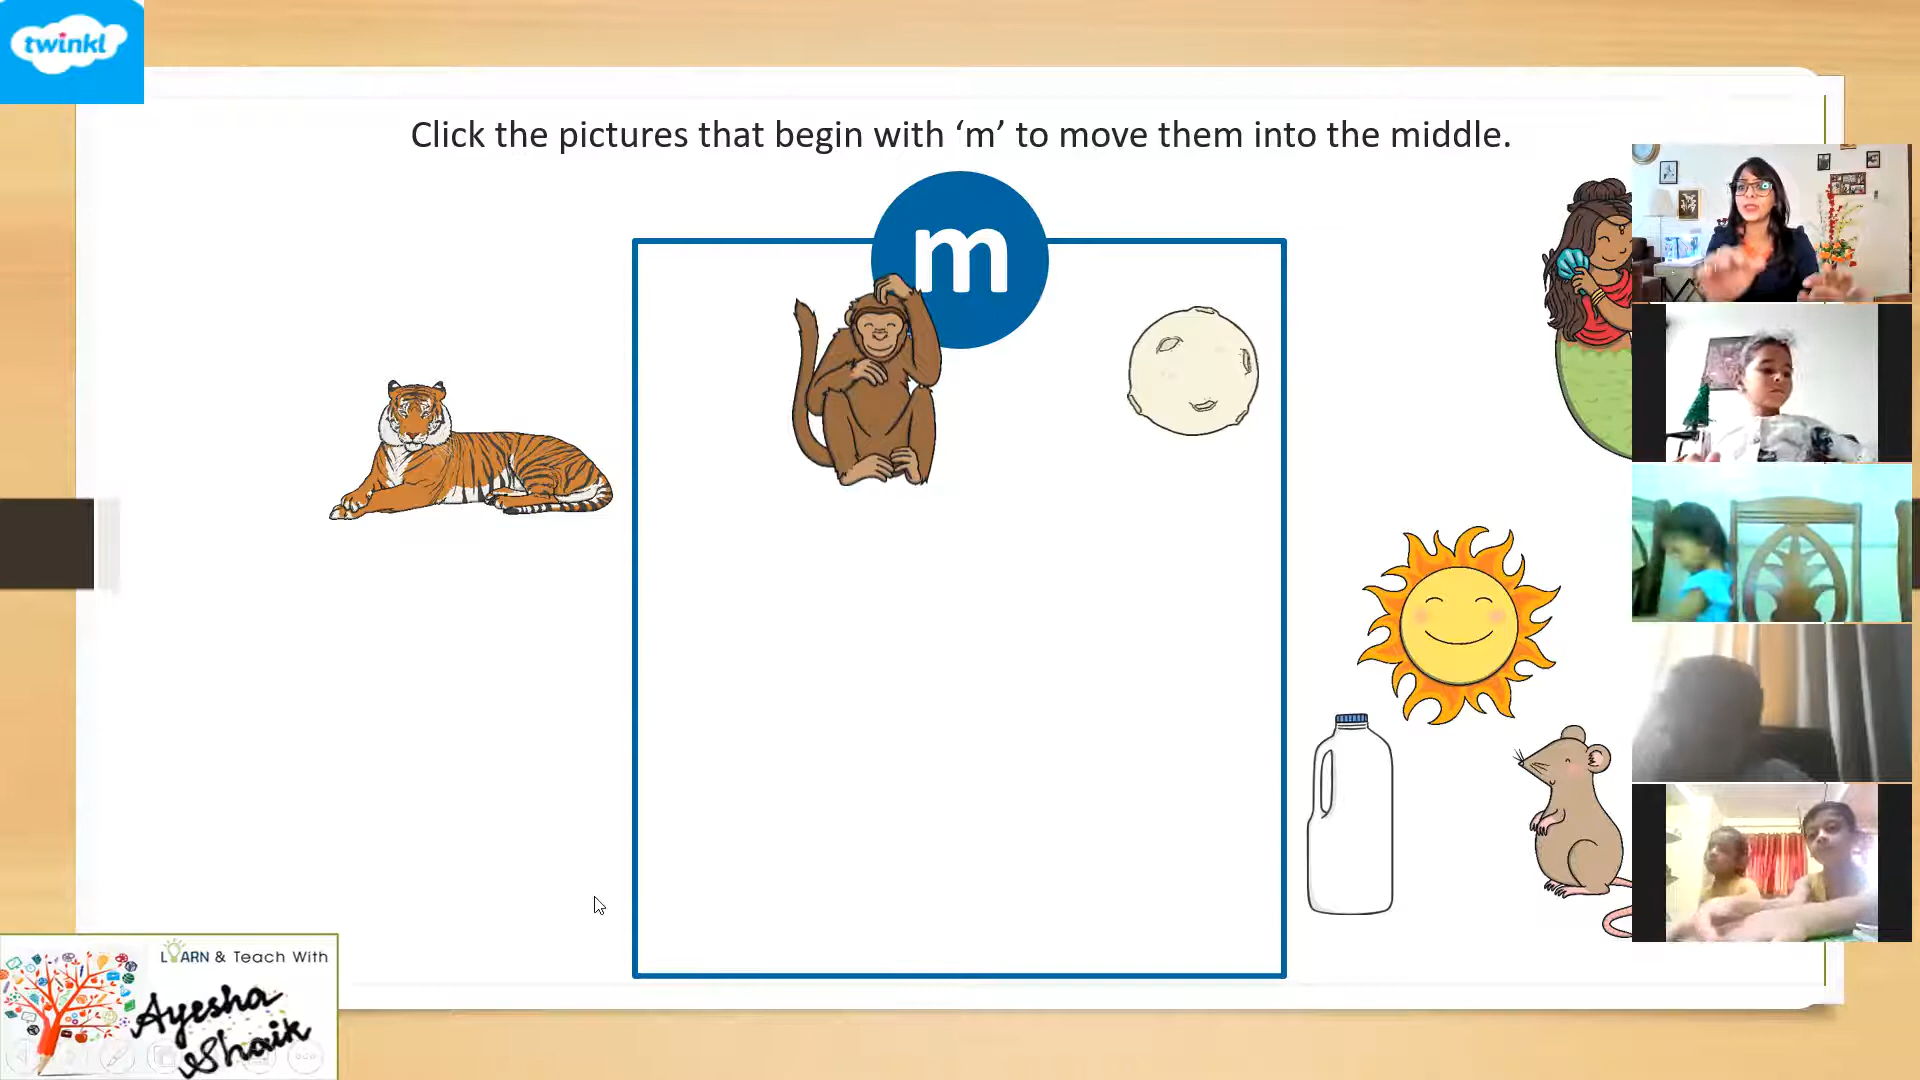 twinkl
Click the pictures that begin with ‘m’ to move them into the middle.
m
LEARN & Teach With
Ayesha
Shaik